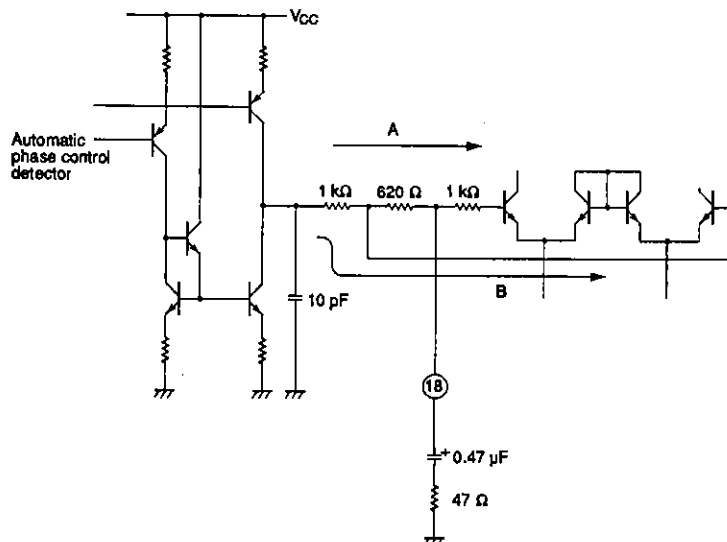 VCC
Automatic
phase control
detector
A
1 kΩ
620 Ω
1 kΩ
B
10 pF
18
+ 0.47 μF
47 Ω